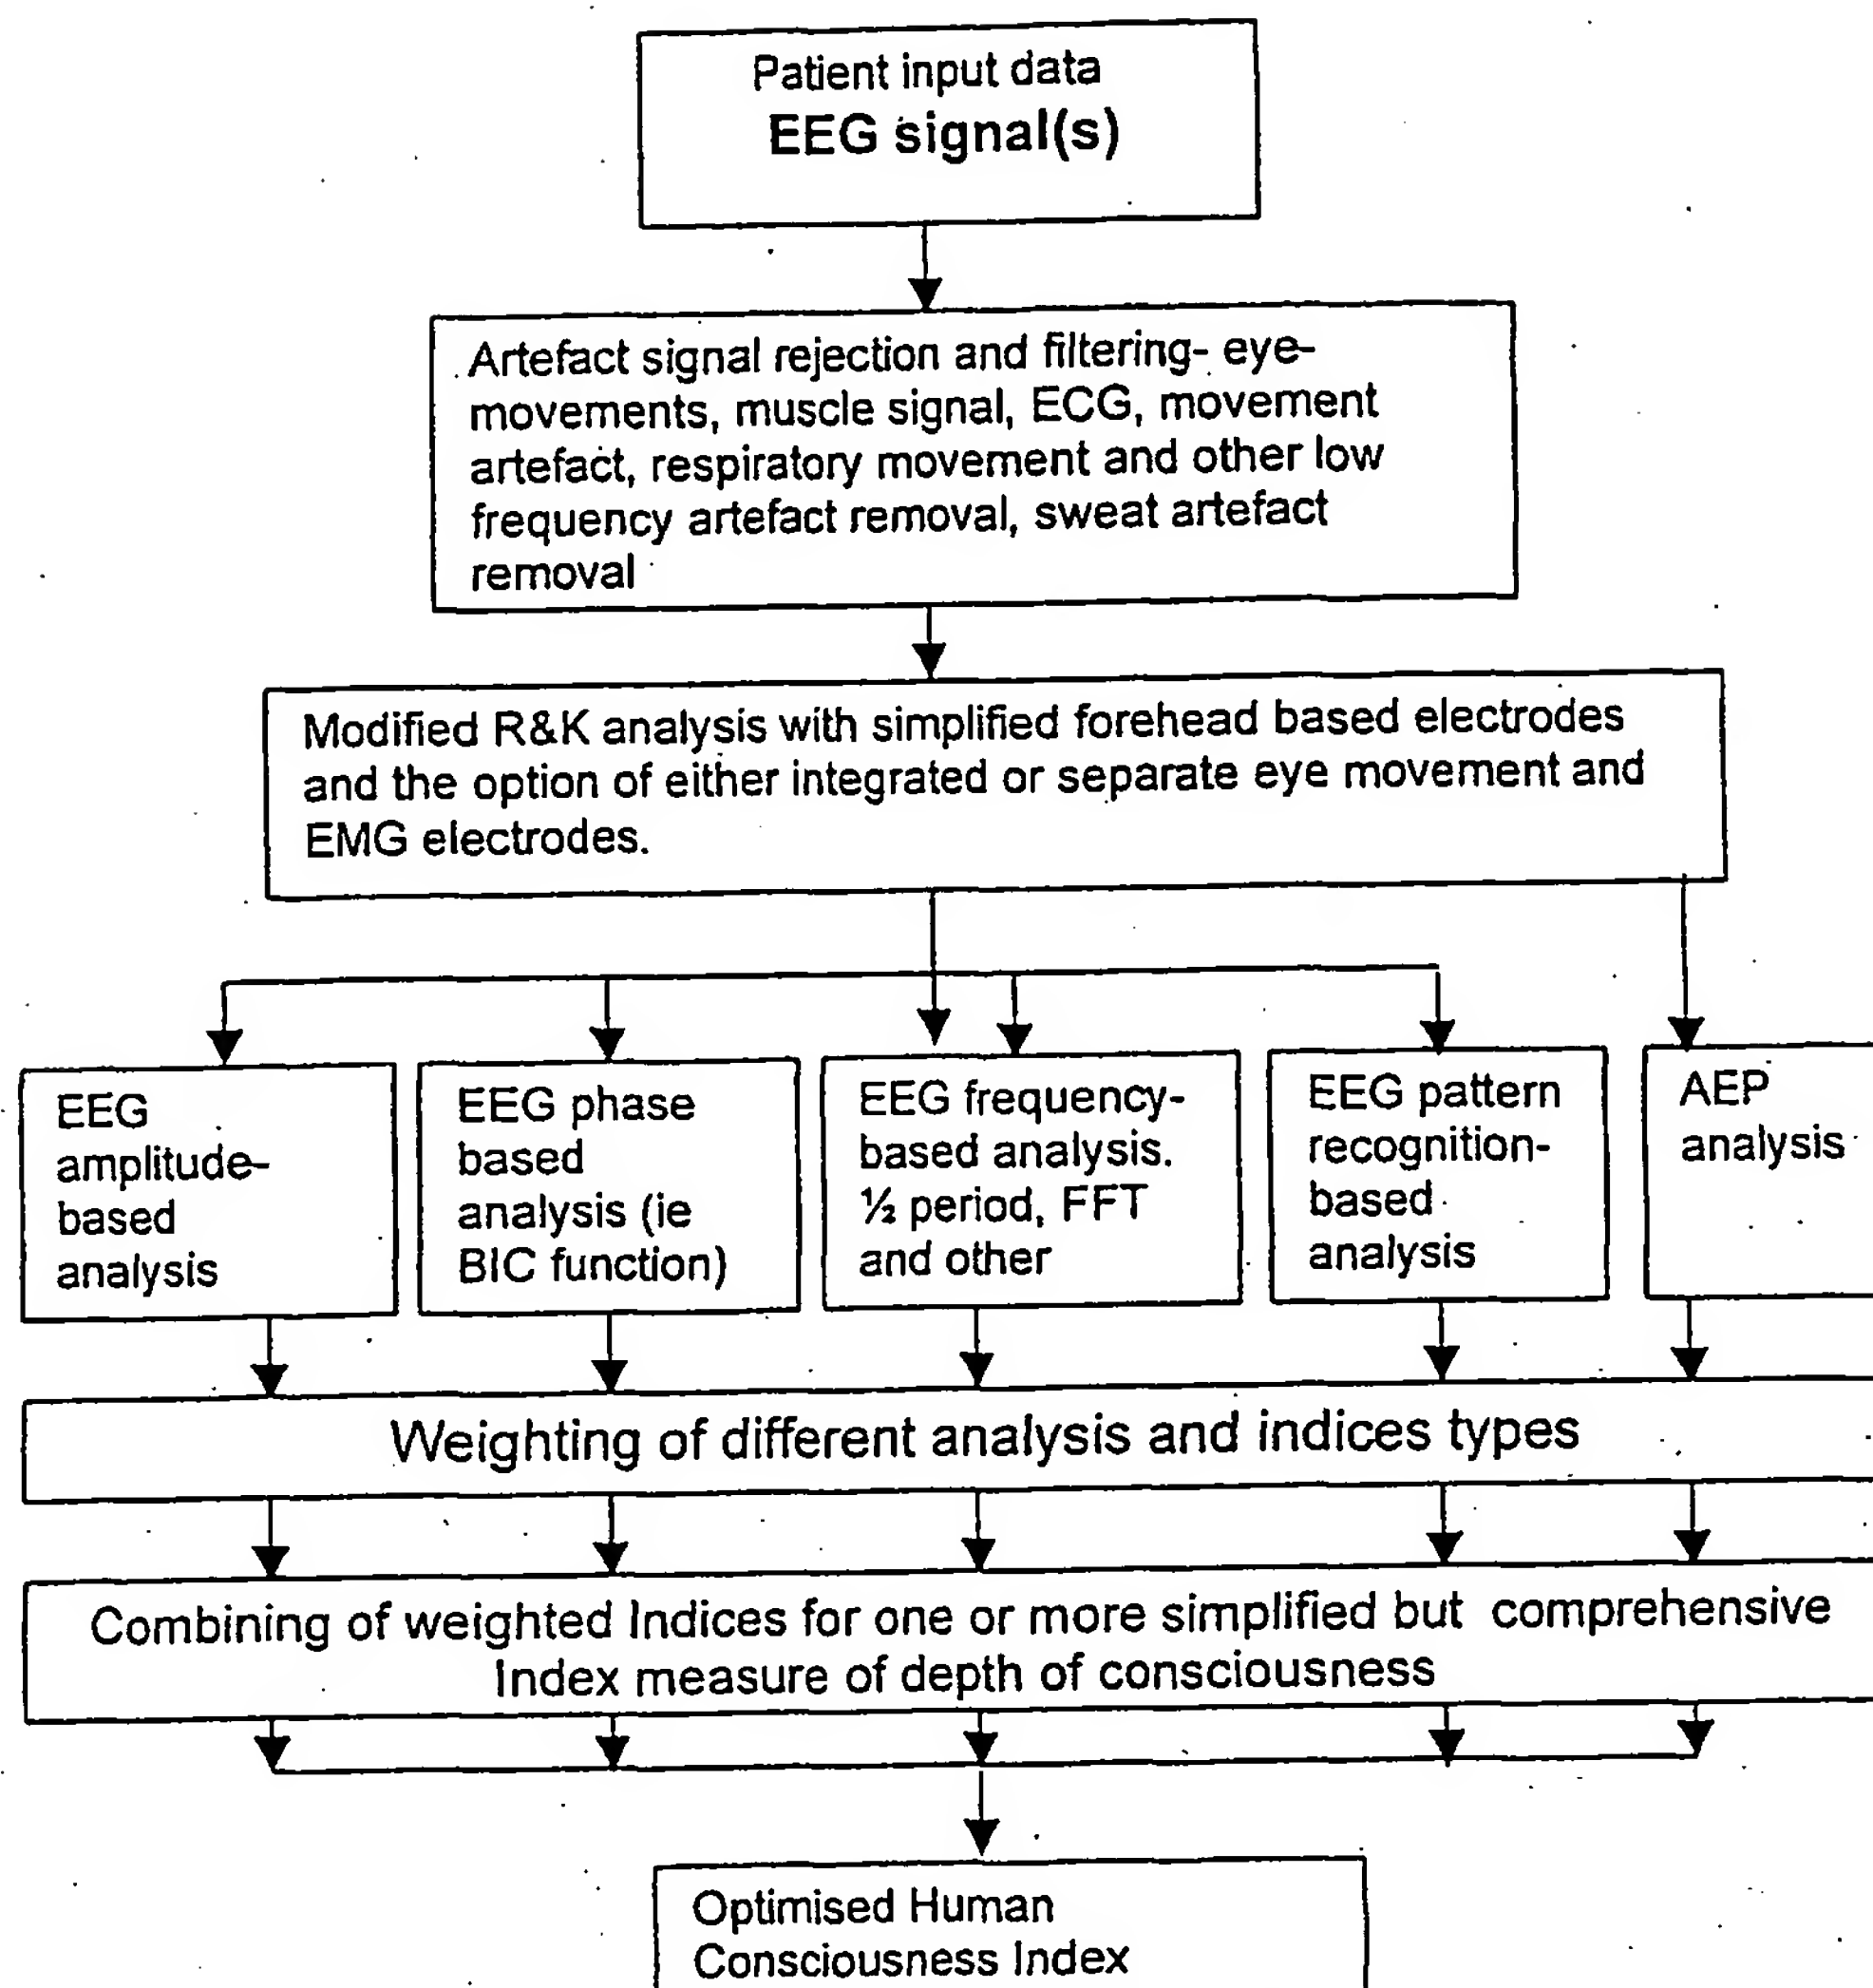 Patient input data
EEG signal(s)
Artefact signal rejection and filtering- eye-
movements, muscle signal, ECG, movement
artefact, respiratory movement and other low
frequency artefact removal, sweat artefact
removal
Modified R&K analysis with simplified forehead based electrodes
and the option of either integrated or separate eye movement and
EMG electrodes.
EEG
amplitude-
based
analysis
EEG phase
based
analysis (ie
BIC function)
EEG frequency-
based analysis.
½ period, FFT
and other
EEG pattern
recognition-
based
analysis
AEP
analysis
Weighting of different analysis and indices types
Combining of weighted Indices for one or more simplified but comprehensive
Index measure of depth of consciousness
Optimised Human
Consciousness Index